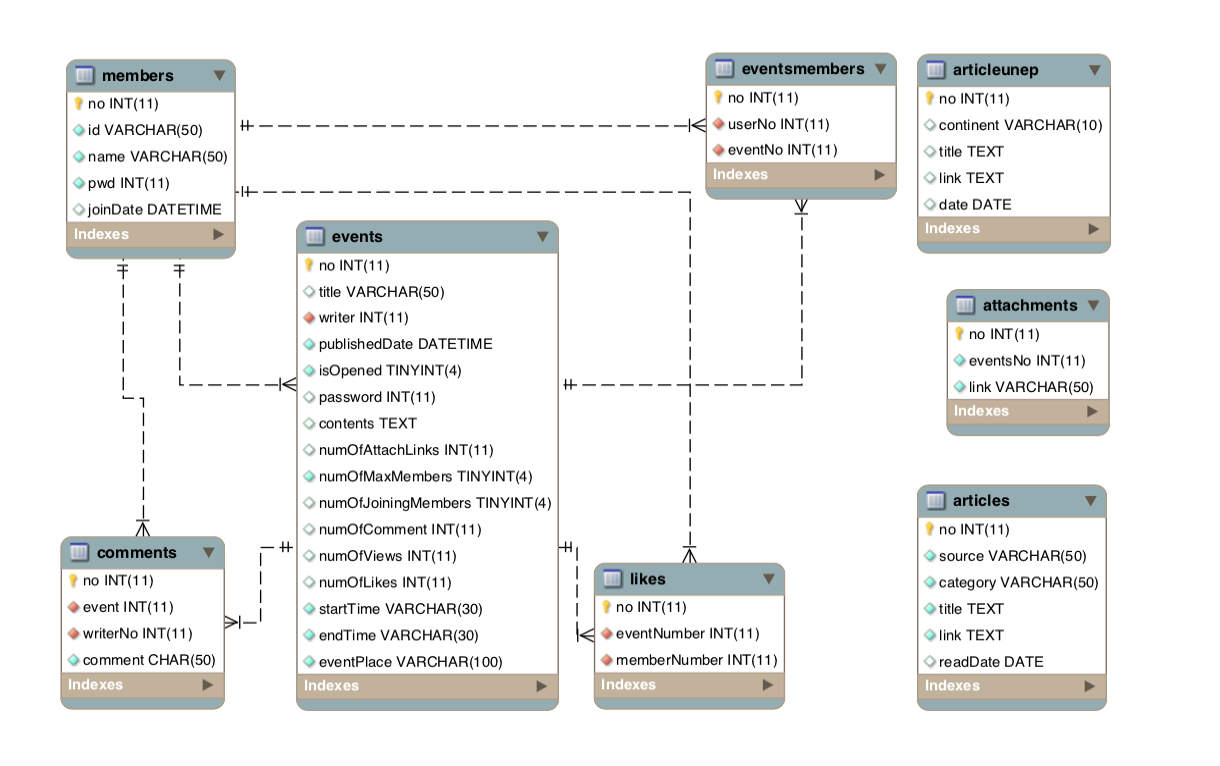 members
no INT(11)
id VARCHAR(50)
name VARCHAR(50)
pwd INT(11)
joinDate DATETIME
Indexes
eventsmembers
no INT(11)
userNo INT(11)
eventNo INT(11)
Indexes
articleunep
no INT(11)
continent VARCHAR(10)
title TEXT
link TEXT
date DATE
Indexes
events
no INT(11)
title VARCHAR(50)
writer INT(11)
publishedDate DATETIME
isOpened TINYINT(4)
password INT(11)
contents TEXT
numOfAttachLinks INT(11)
numOfMaxMembers TINYINT(4)
numOfJoiningMembers TINYINT(4)
numOfComment INT(11)
numOfViews INT(11)
numOfLikes INT(11)
startTime VARCHAR(30)
endTime VARCHAR(30)
eventPlace VARCHAR(100)
Indexes
attachments
no INT(11)
eventsNo INT(11)
link VARCHAR(50)
Indexes
comments
no INT(11)
event INT(11)
writerNo INT(11)
comment CHAR(50)
Indexes
likes
no INT(11)
eventNumber INT(11)
memberNumber INT(11)
Indexes
articles
no INT(11)
source VARCHAR(50)
category VARCHAR(50)
title TEXT
link TEXT
readDate DATE
Indexes